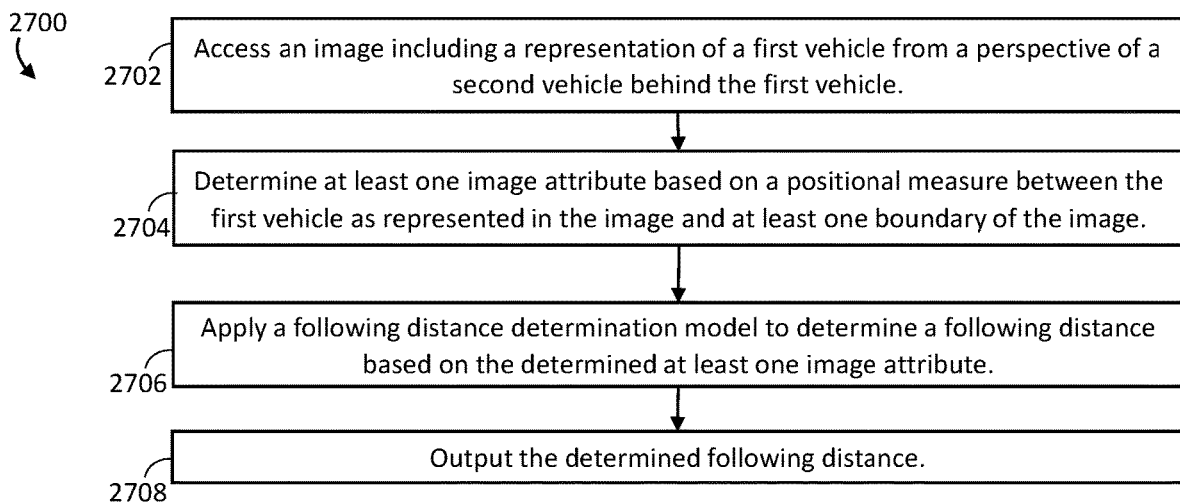 2700
2702
Access an image including a representation of a first vehicle from a perspective of a
second vehicle behind the first vehicle.
2704
Determine at least one image attribute based on a positional measure between the
first vehicle as represented in the image and at least one boundary of the image.
2706
Apply a following distance determination model to determine a following distance
based on the determined at least one image attribute.
2708
Output the determined following distance.